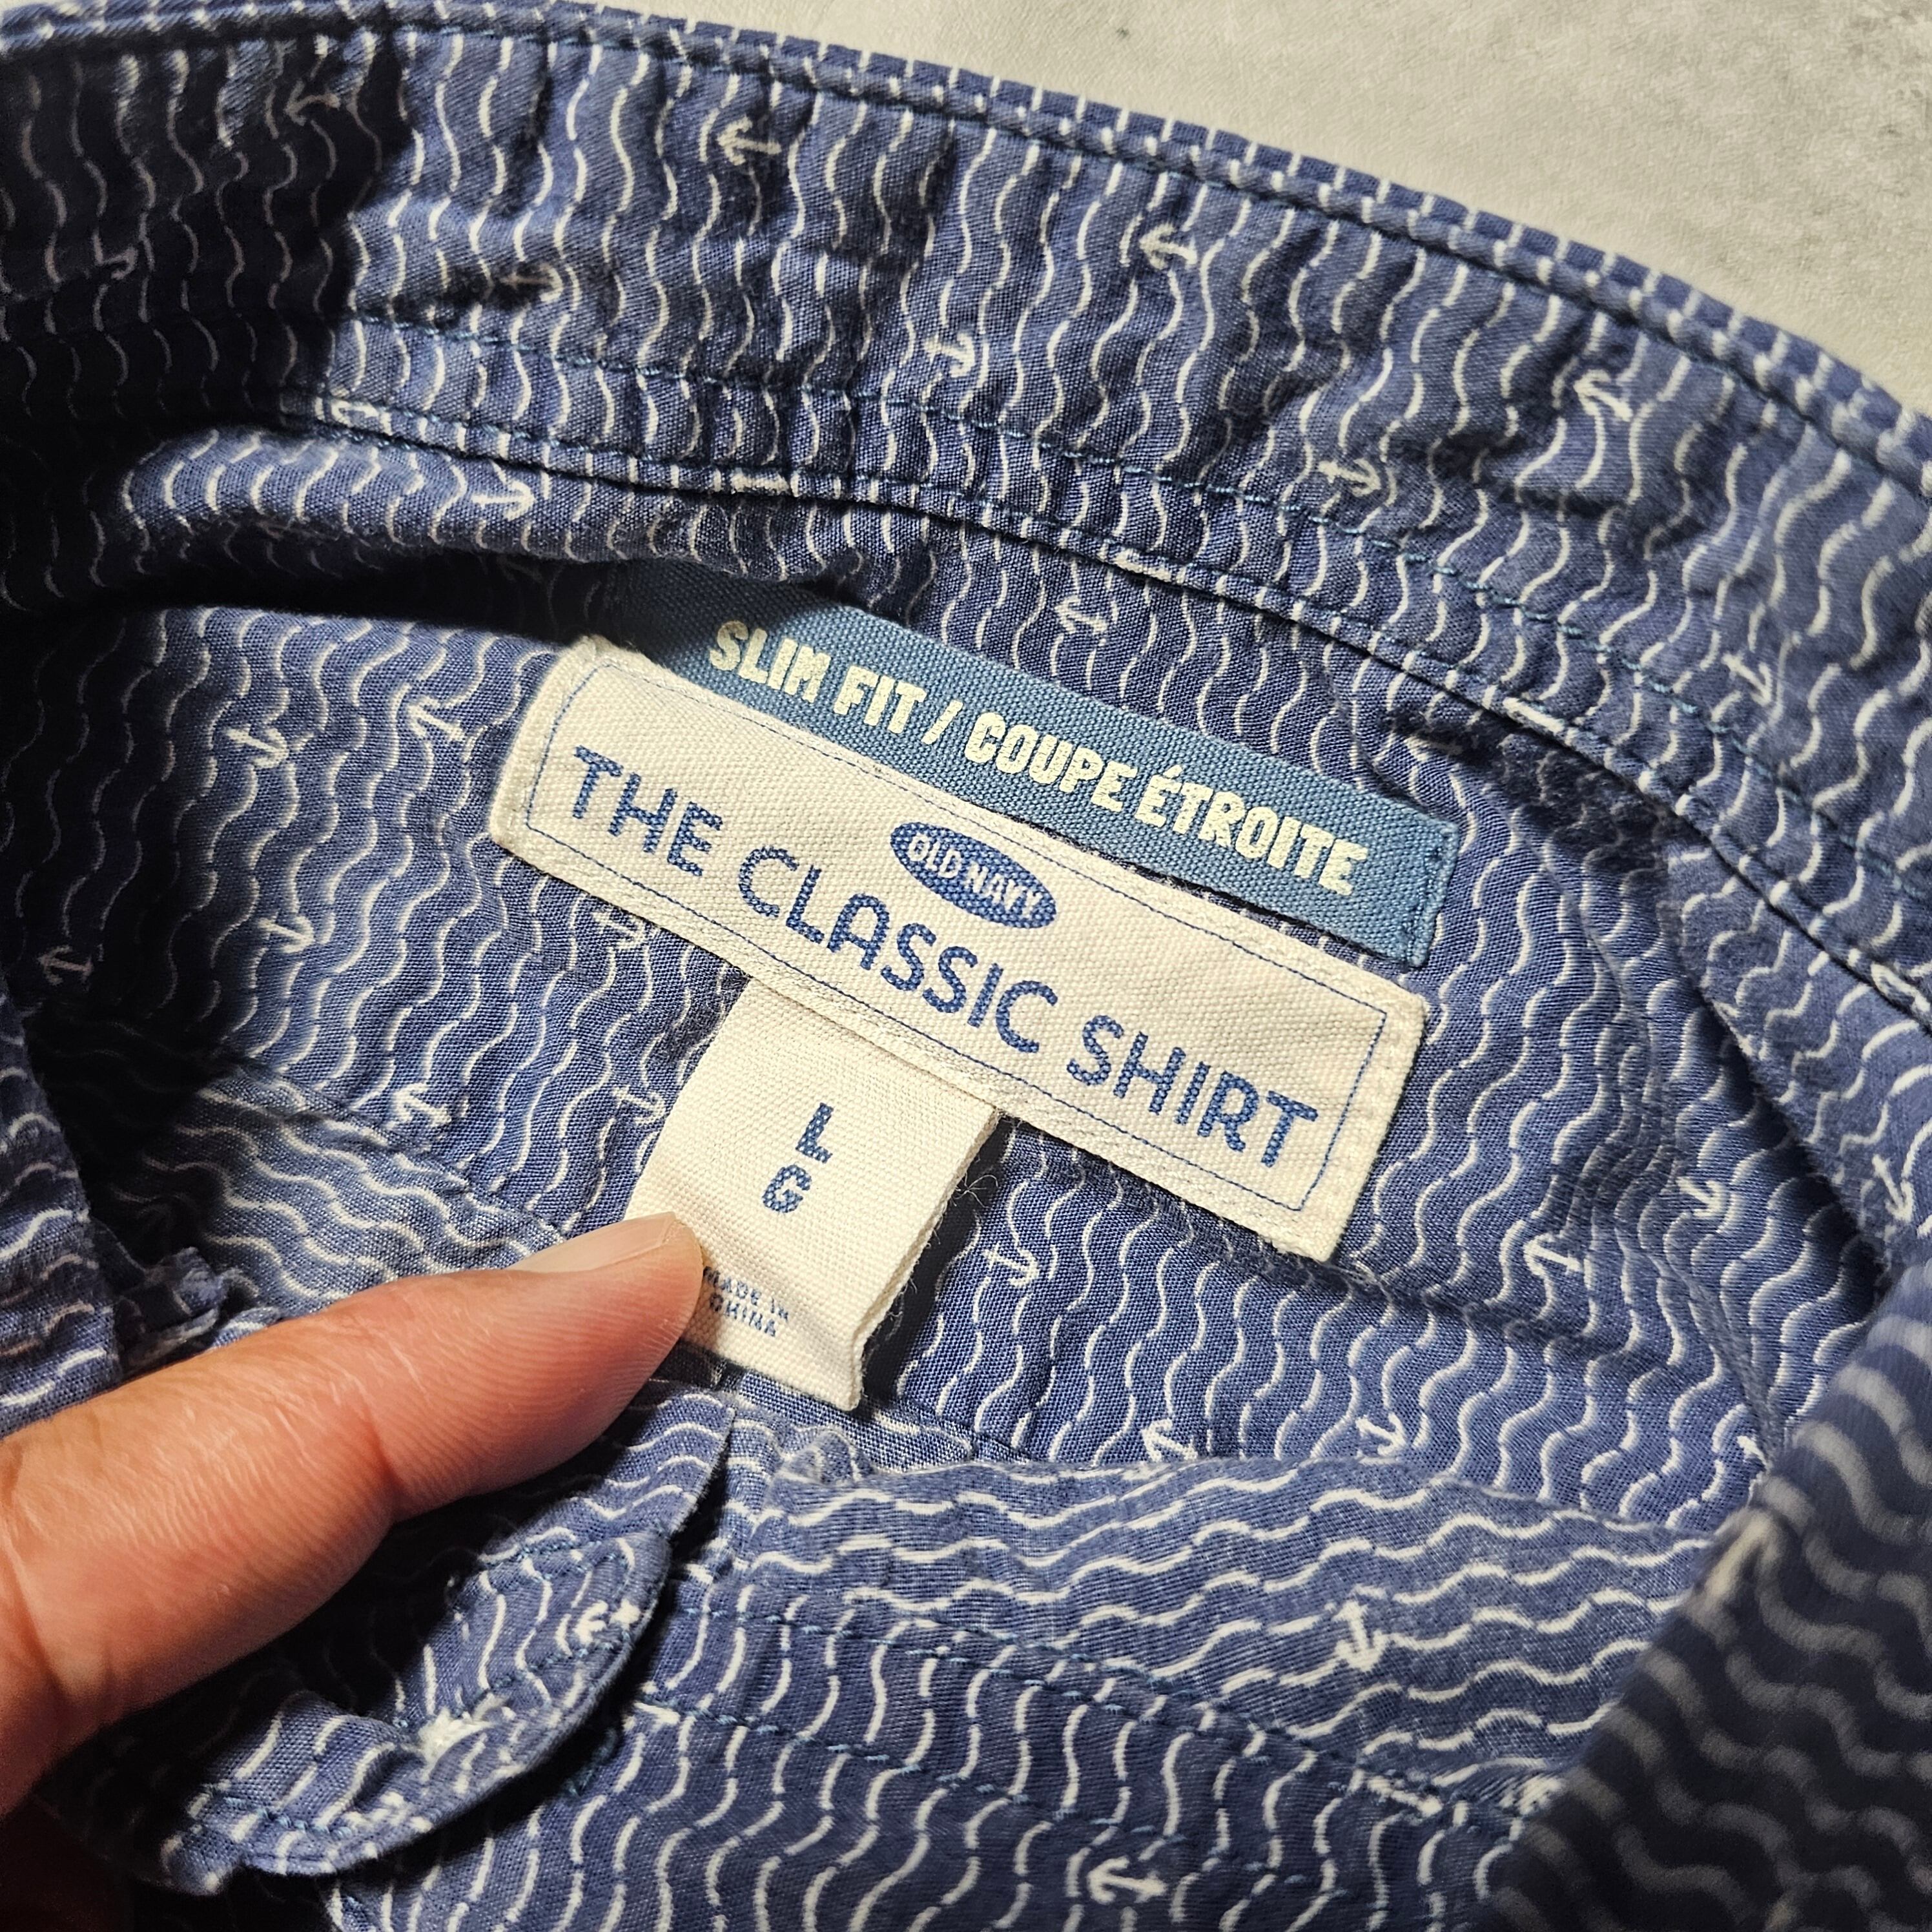 SLIM FIT / COUPE ÉTROITE
OLD NAVY
THE CLASSIC SHIRT
L
G
MADE IN
CHINA